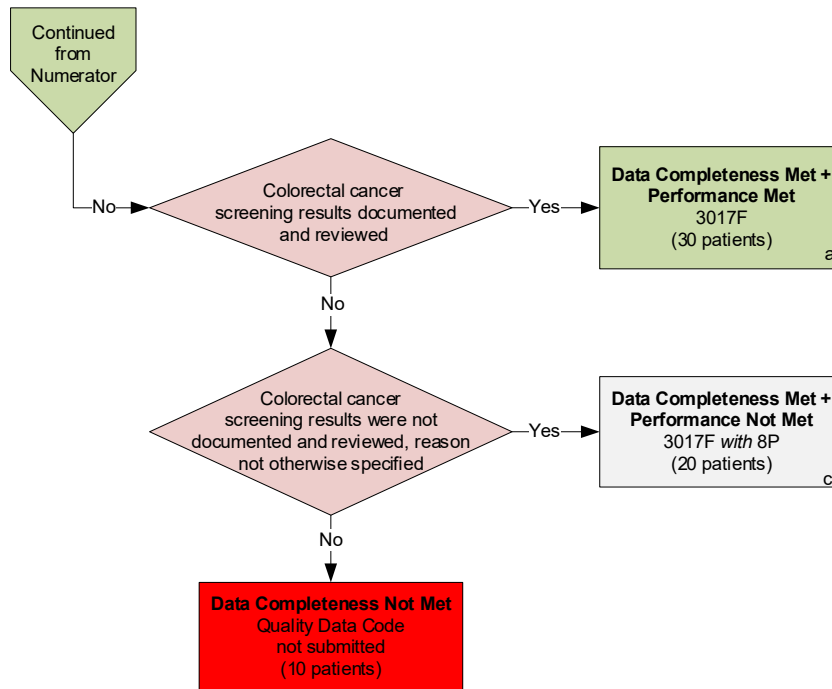 Continued
from
Numerator
No
Colorectal cancer
screening results documented
and reviewed
Yes
Data Completeness Met +
Performance Met
3017F
(30 patients)
a
No
Colorectal cancer
screening results were not
documented and reviewed, reason
not otherwise specified
Yes
Data Completeness Met +
Performance Not Met
3017F with 8P
(20 patients)
c
No
Data Completeness Not Met
Quality Data Code
not submitted
(10 patients)